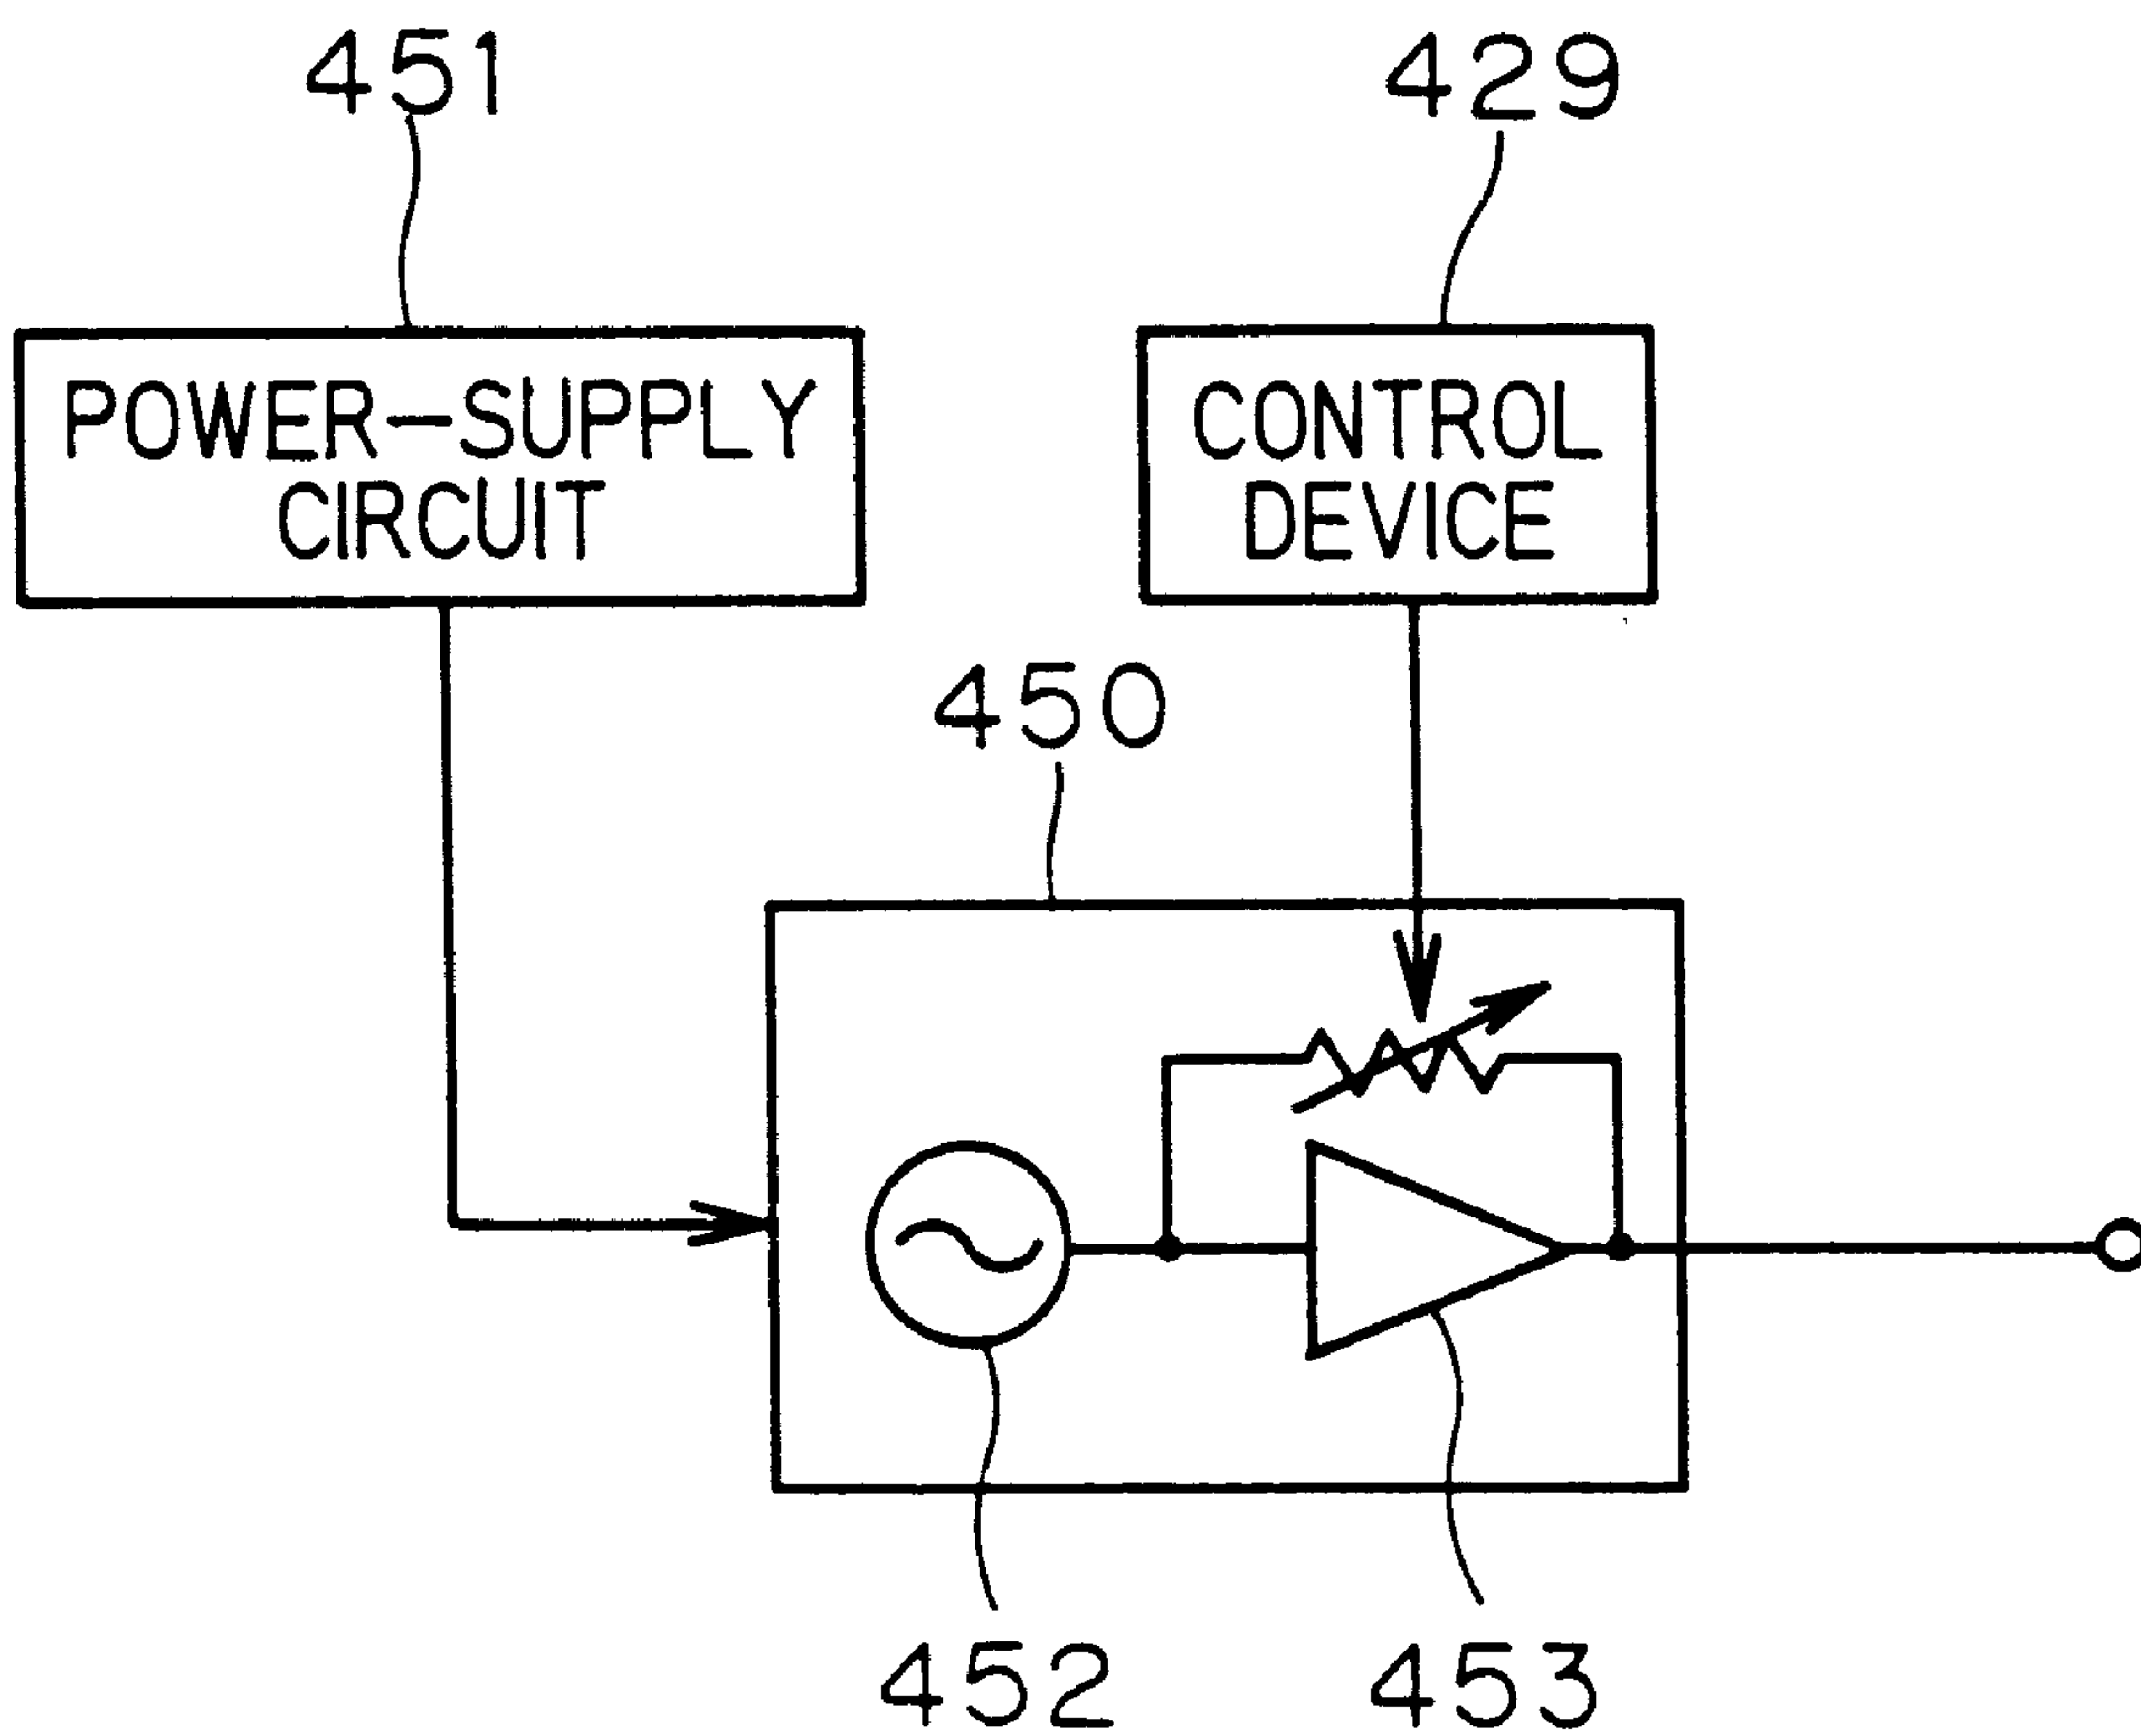 451
429
POWER-SUPPLY
CIRCUIT
CONTROL
DEVICE
450
452
453